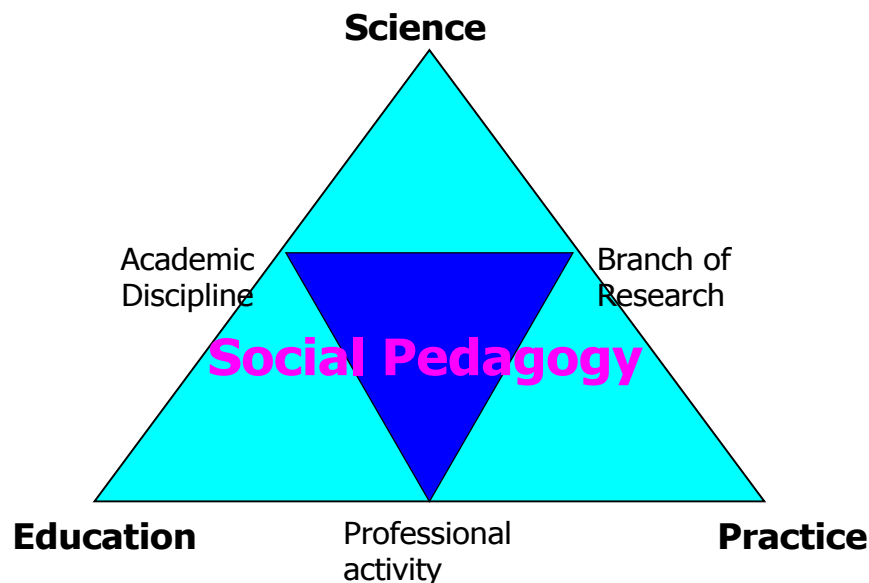 Science
Academic
Discipline
Branch of
Research
Social Pedagogy
Education
Professional
activity
Practice